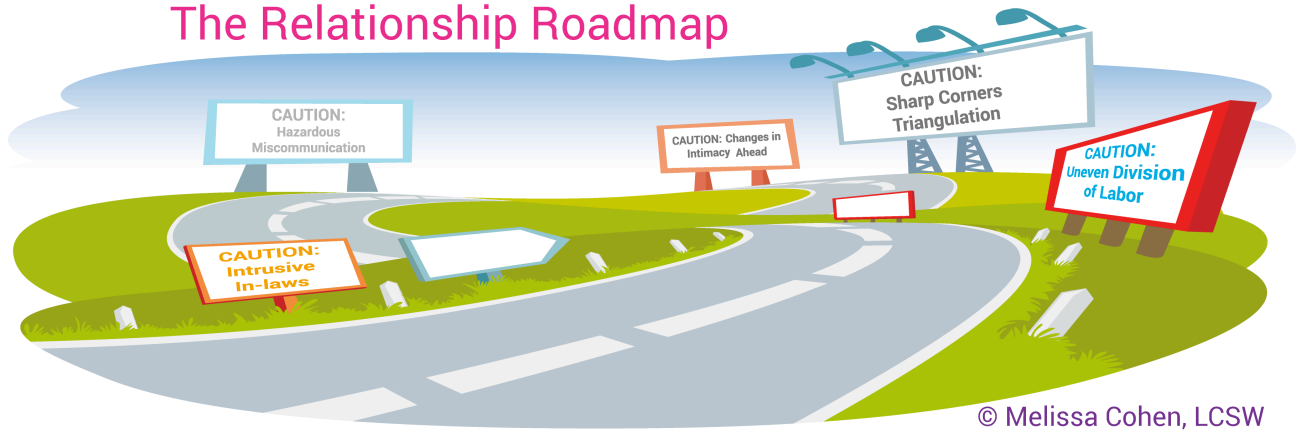 The Relationship Roadmap
CAUTION:
Hazardous
Miscommunication
CAUTION: Changes in
Intimacy Ahead
CAUTION:
Sharp Corners
Triangulation
CAUTION:
Uneven Division
of Labor
CAUTION:
Intrusive
In-laws
© Melissa Cohen, LCSW